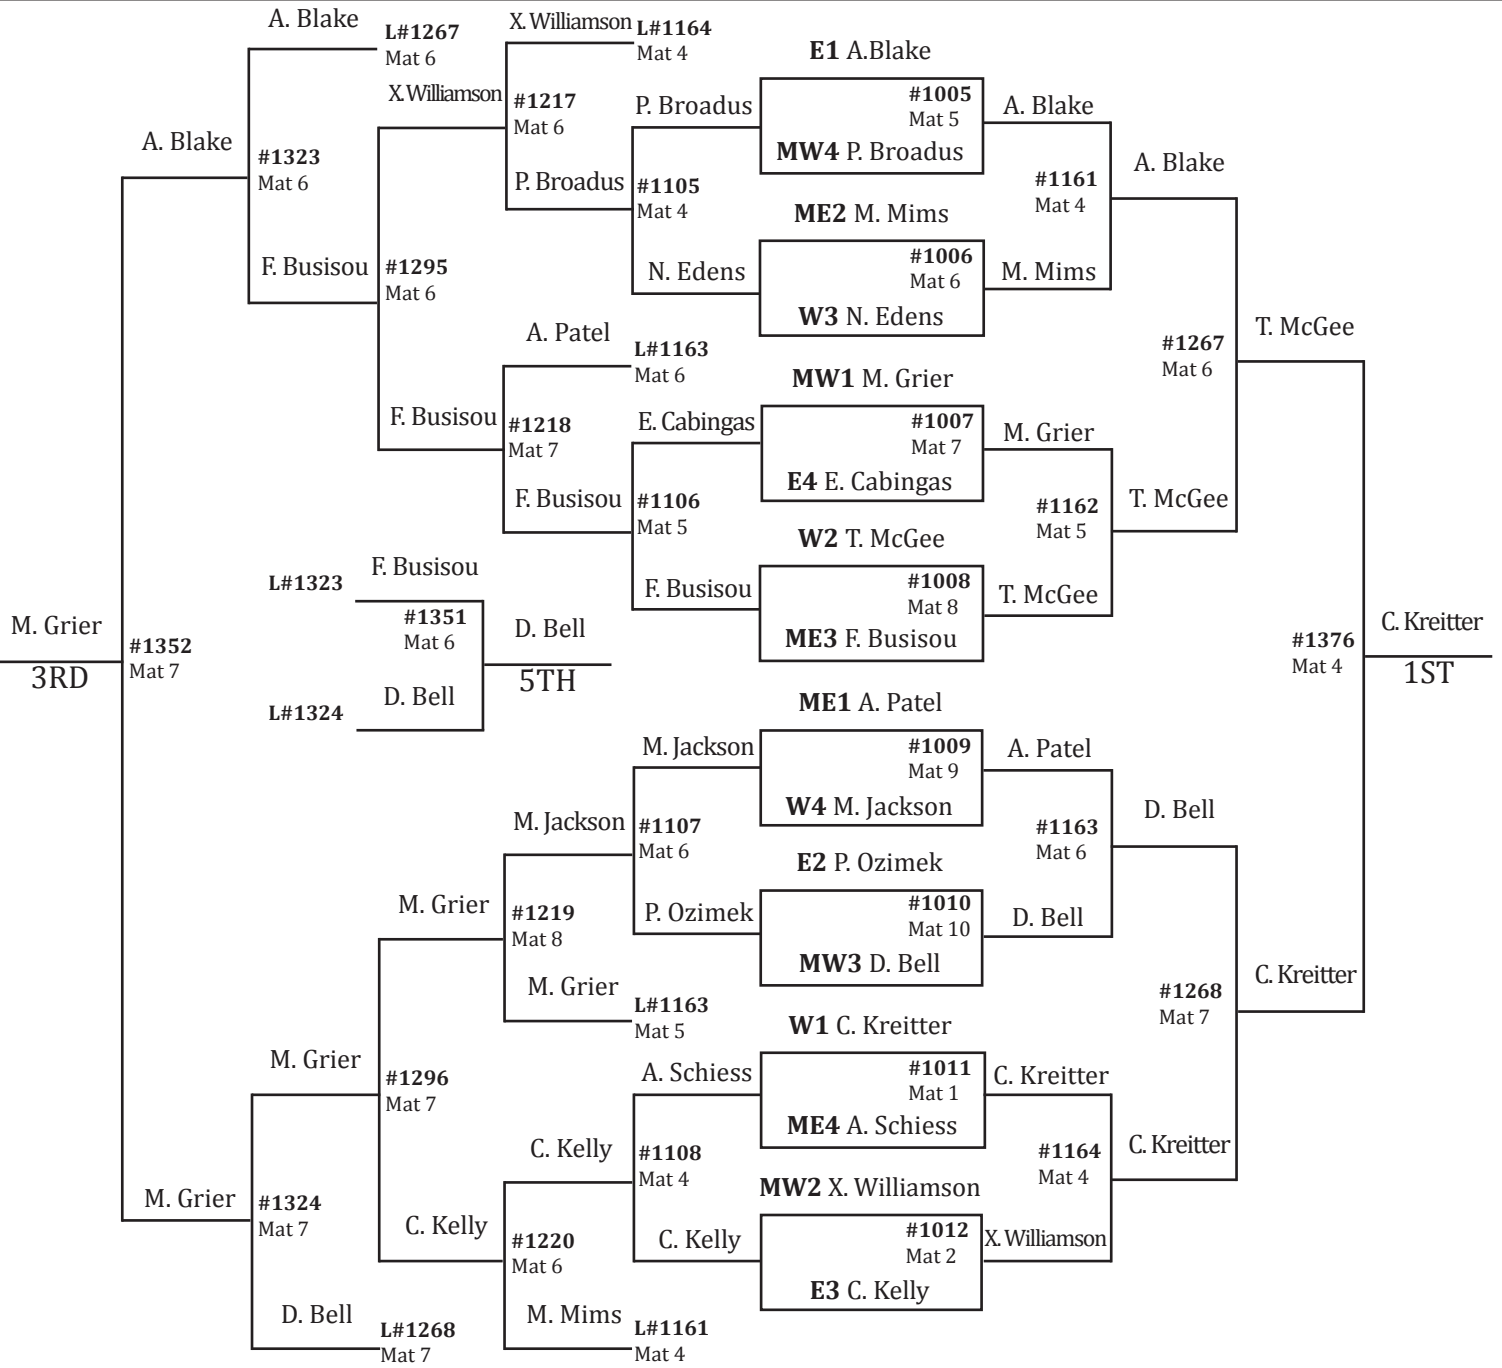 A. Blake
L#1267
Mat 6
X. Williamson
L#1164
Mat 4
E1 A.Blake
X. Williamson
#1217
Mat 6
P. Broadus
#1005
Mat 5
A. Blake
A. Blake
#1323
Mat 6
P. Broadus
#1105
Mat 4
MW4 P. Broadus
#1161
Mat 4
A. Blake
ME2 M. Mims
F. Busisou
#1295
Mat 6
N. Edens
#1006
Mat 6
M. Mims
W3 N. Edens
A. Patel
L#1163
Mat 6
#1267
Mat 6
T. McGee
MW1 M. Grier
F. Busisou
#1218
Mat 7
E. Cabingas
#1007
Mat 7
M. Grier
E4 E. Cabingas
F. Busisou
#1106
Mat 5
#1162
Mat 5
T. McGee
W2 T. McGee
L#1323
F. Busisou
F. Busisou
#1008
Mat 8
T. McGee
ME3 F. Busisou
M. Grier
3RD
#1352
Mat 7
#1351
Mat 6
D. Bell
5TH
#1376
Mat 4
C. Kreitter
1ST
L#1324
D. Bell
ME1 A. Patel
M. Jackson
#1009
Mat 9
A. Patel
W4 M. Jackson
M. Jackson
#1107
Mat 6
#1163
Mat 6
D. Bell
E2 P. Ozimek
M. Grier
#1219
Mat 8
P. Ozimek
#1010
Mat 10
D. Bell
MW3 D. Bell
M. Grier
L#1163
Mat 5
#1268
Mat 7
C. Kreitter
W1 C. Kreitter
M. Grier
#1296
Mat 7
A. Schiess
#1011
Mat 1
C. Kreitter
ME4 A. Schiess
C. Kelly
#1108
Mat 4
#1164
Mat 4
C. Kreitter
MW2 X. Williamson
M. Grier
#1324
Mat 7
C. Kelly
#1220
Mat 6
C. Kelly
#1012
Mat 2
X. Williamson
E3 C. Kelly
D. Bell
L#1268
Mat 7
M. Mims
L#1161
Mat 4